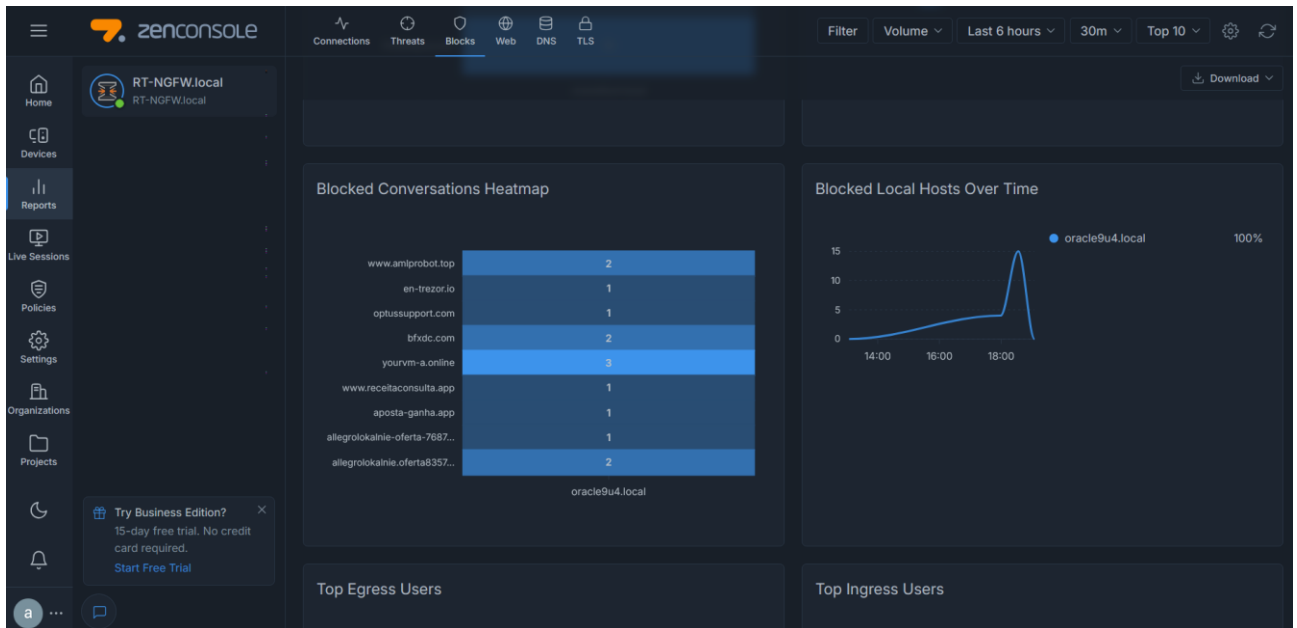 zenconsole
Connections Threats Blocks Web DNS TLS
Filter Volume Last 6 hours 30m Top 10
Download
Home
Devices
Reports
Live Sessions
Policies
Settings
Organizations
Projects
RT-NGFW.local
RT-NGFW.local
Try Business Edition?
15-day free trial. No credit
card required.
Start Free Trial
a ...
Blocked Conversations Heatmap
www.amlprobot.top 2
en-trezor.io 1
optussupport.com 1
bfxdc.com 2
yourvm-a.online 3
www.receitaconsulta.app 1
aposta-ganha.app 1
allegrolokalnie-oferta-7687... 1
allegrolokalnie.oferta8357... 2
oracle9u4.local
Blocked Local Hosts Over Time
oracle9u4.local 100%
15
10
5
0
14:00 16:00 18:00
Top Egress Users
Top Ingress Users